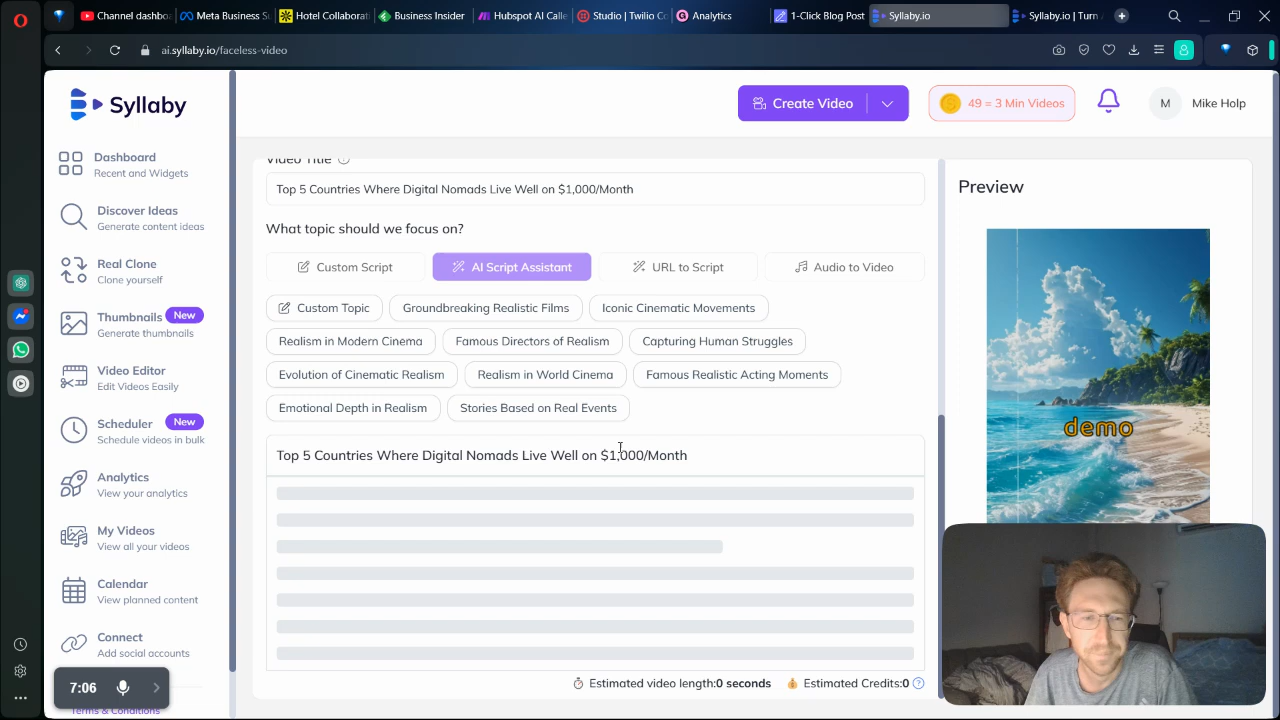 Channel dashbo
Meta Business Su
Hotel Collaborati
Business Insider
Hubspot AI Calle
Studio | Twilio Co
Analytics
1-Click Blog Post
Syllaby.io
Syllaby.io | Turn
ai.syllaby.io/faceless-video
Syllaby
Create Video
49 = 3 Min Videos
M
Mike Holp
Dashboard
Recent and Widgets
Discover Ideas
Generate content ideas
Real Clone
Clone yourself
Thumbnails
New
Generate thumbnails
Video Editor
Edit Videos Easily
Scheduler
New
Schedule videos in bulk
Analytics
View your analytics
My Videos
View all your videos
Calendar
View planned content
Connect
Add social accounts
Terms & Conditions
7:06
Video Title
Top 5 Countries Where Digital Nomads Live Well on $1,000/Month
What topic should we focus on?
Custom Script
AI Script Assistant
URL to Script
Audio to Video
Custom Topic
Groundbreaking Realistic Films
Iconic Cinematic Movements
Realism in Modern Cinema
Famous Directors of Realism
Capturing Human Struggles
Evolution of Cinematic Realism
Realism in World Cinema
Famous Realistic Acting Moments
Emotional Depth in Realism
Stories Based on Real Events
Top 5 Countries Where Digital Nomads Live Well on $1,000/Month
Estimated video length:0 seconds
Estimated Credits:0
Preview
demo